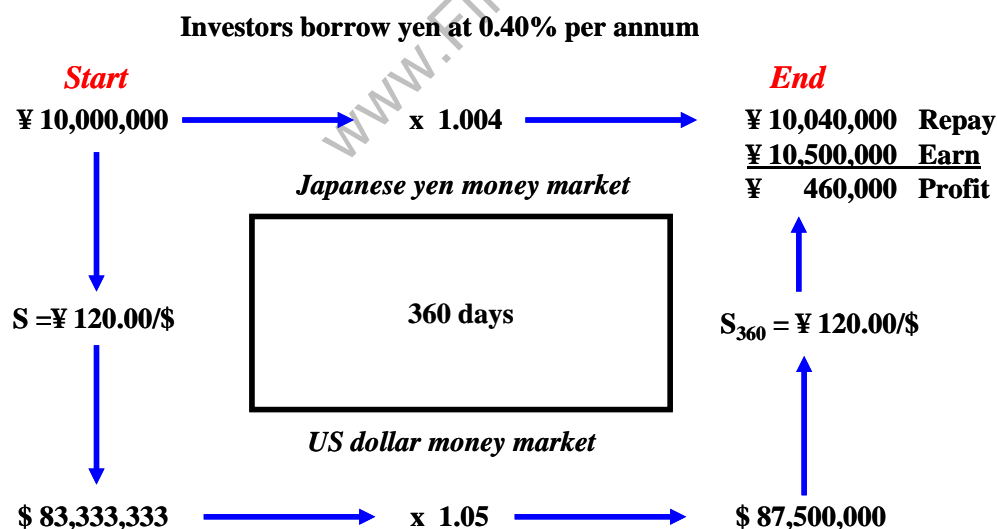 Investors borrow yen at 0.40% per annum
Start
End
¥ 10,000,000
x 1.004
¥ 10,040,000 Repay
¥ 10,500,000 Earn
¥ 460,000 Profit
Japanese yen money market
S =¥ 120.00/$
360 days
S₃₆₀ = ¥ 120.00/$
US dollar money market
$ 83,333,333
x 1.05
$ 87,500,000